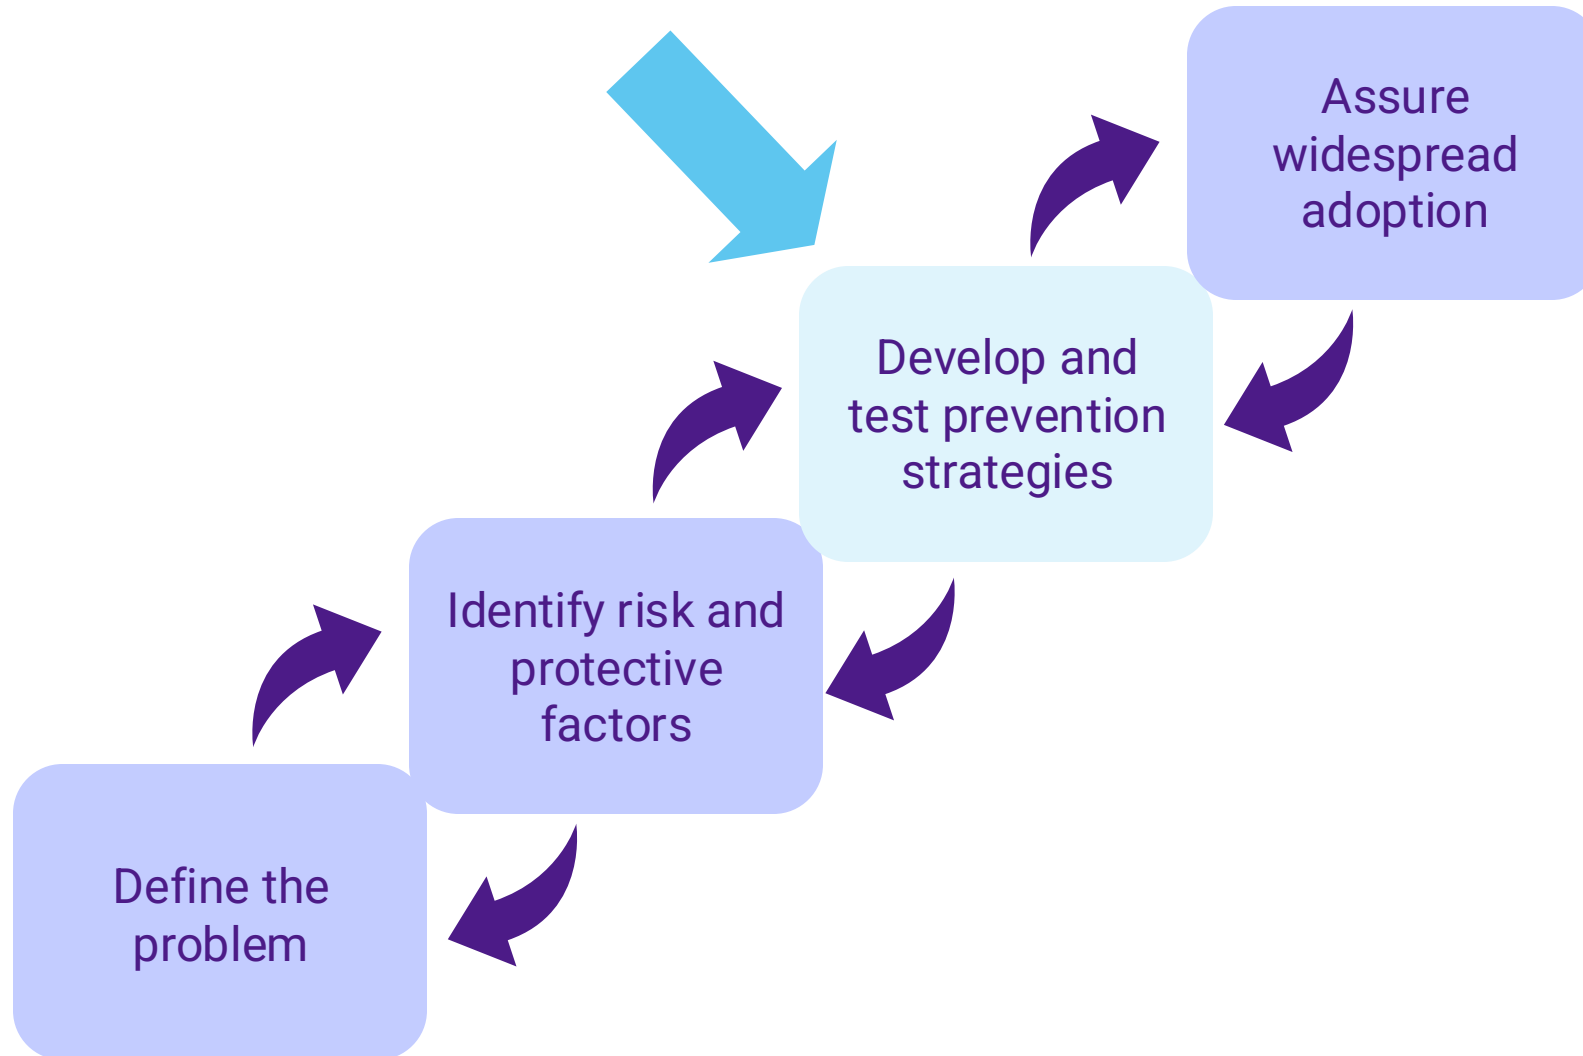 Assure
widespread
adoption
Develop and
test prevention
strategies
Identify risk and
protective
factors
Define the
problem